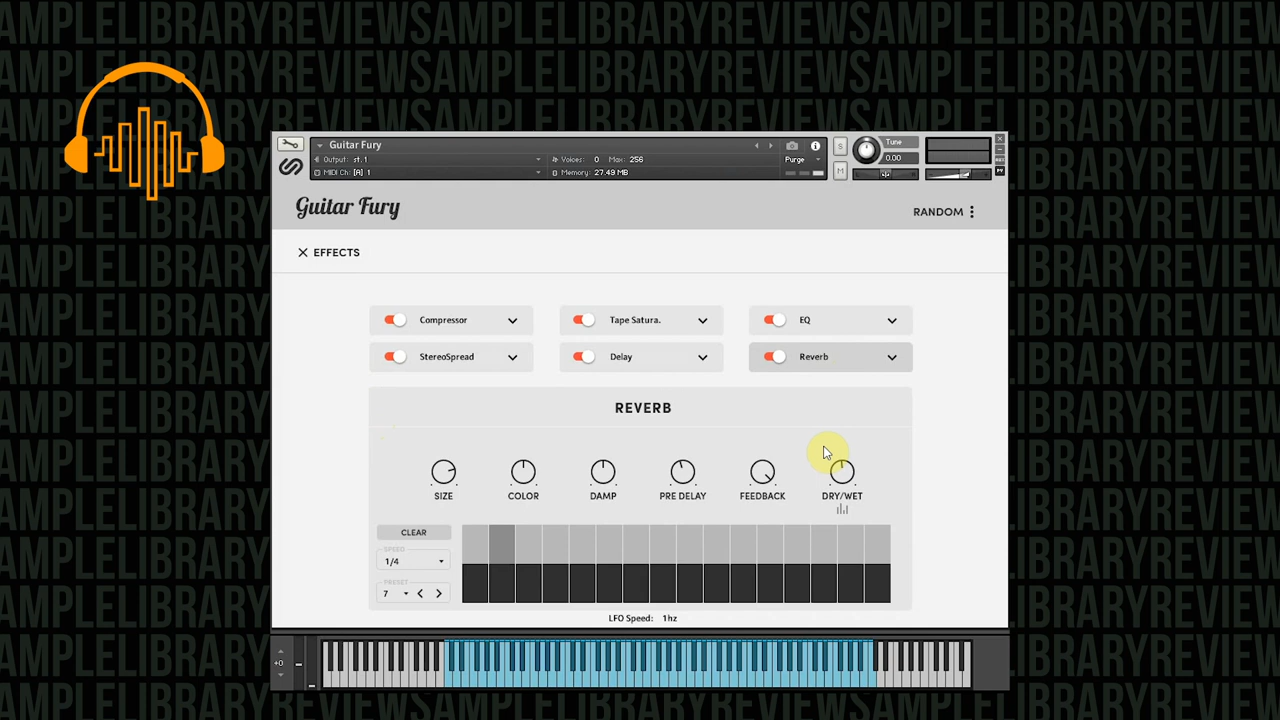 SAMPLELIBRARYREVIEW
Guitar Fury
Output: st. 1
Voices: 0 Max: 256
Purge
MIDI Ch: [A] 1
Memory: 27.49 MB
S
M
Tune
0.00
Guitar Fury
RANDOM
EFFECTS
Compressor
Tape Satura.
EQ
StereoSpread
Delay
Reverb
REVERB
SIZE
COLOR
DAMP
PRE DELAY
FEEDBACK
DRY/WET
CLEAR
SPEED
1/4
PRESET
7
LFO Speed: 1hz
+0